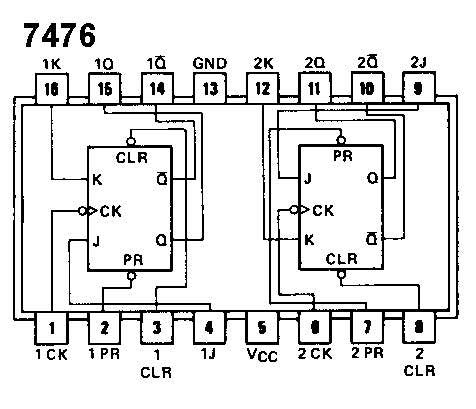 7476
1K 1Q 1Q̅ GND 2K 2Q 2Q̅ 2J
16 15 14 13 12 11 10 9
CLR PR
K Q̅ J Q
CK CK
J Q K Q̅
PR CLR
1 2 3 4 5 6 7 8
1 CK 1 PR 1 1J VCC 2 CK 2 PR 2
CLR CLR